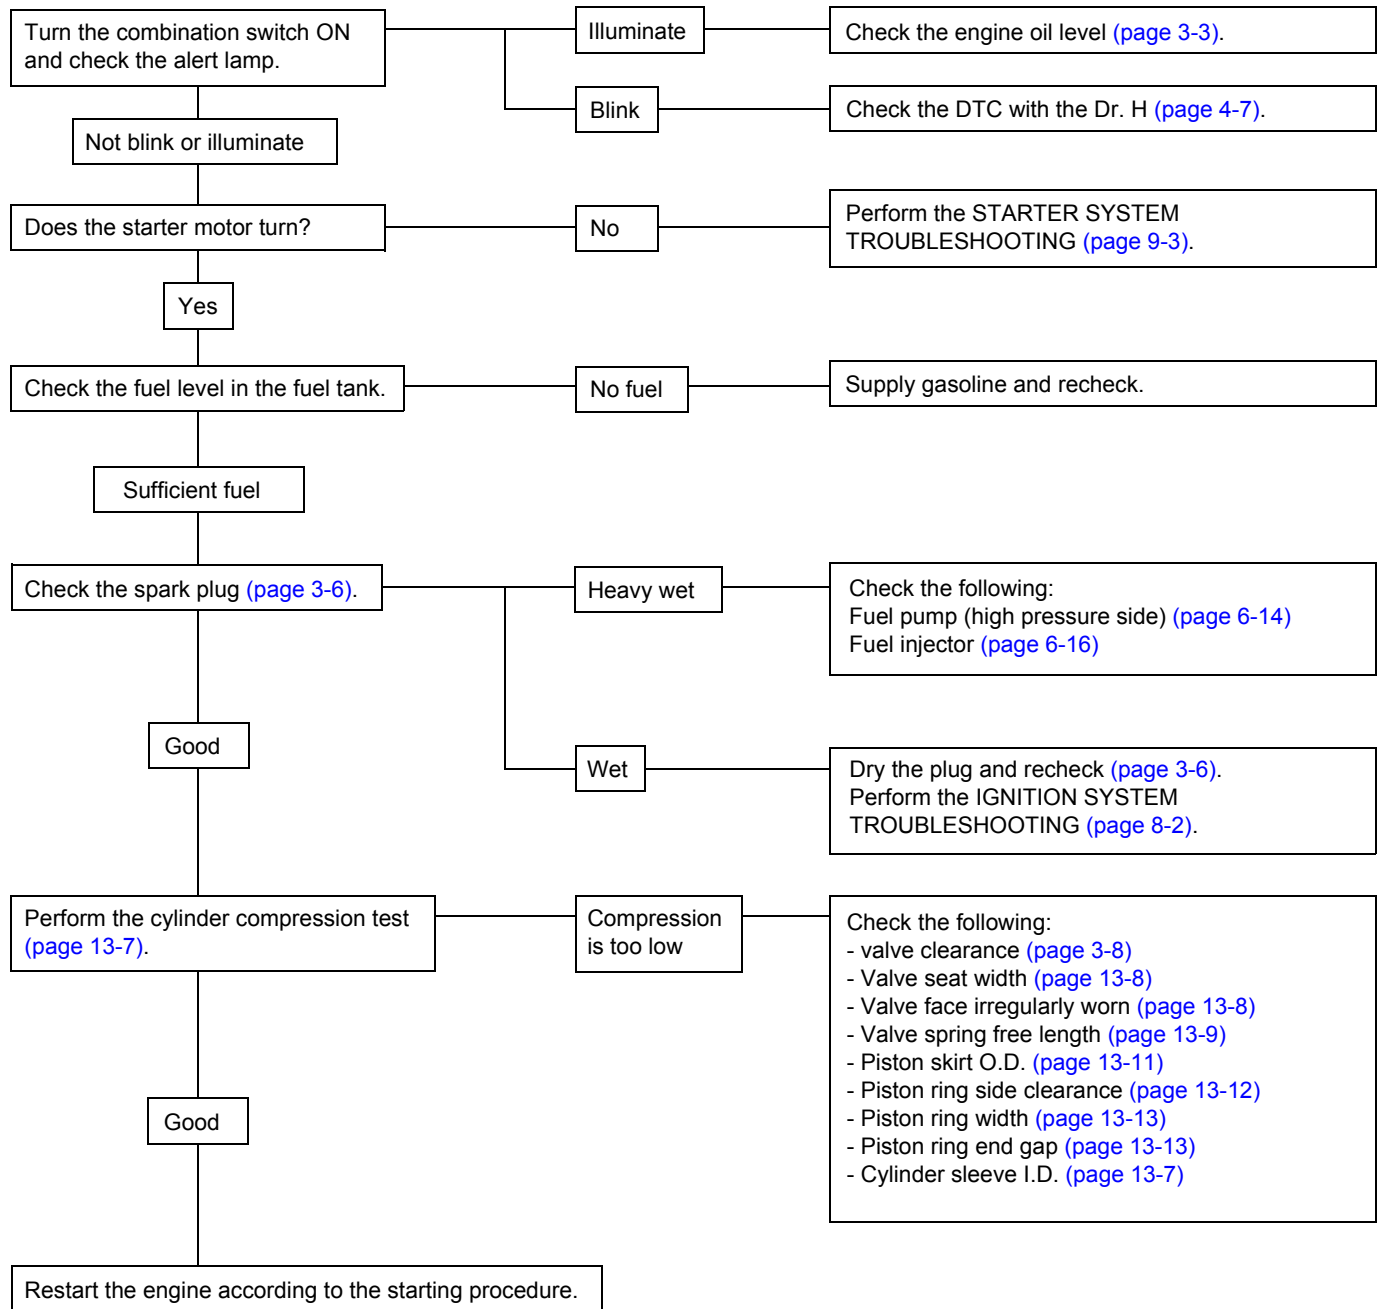 Turn the combination switch ON
and check the alert lamp.
Illuminate
Check the engine oil level (page 3-3).
Blink
Check the DTC with the Dr. H (page 4-7).
Not blink or illuminate
Does the starter motor turn?
No
Perform the STARTER SYSTEM
TROUBLESHOOTING (page 9-3).
Yes
Check the fuel level in the fuel tank.
No fuel
Supply gasoline and recheck.
Sufficient fuel
Check the spark plug (page 3-6).
Heavy wet
Check the following:
Fuel pump (high pressure side) (page 6-14)
Fuel injector (page 6-16)
Good
Wet
Dry the plug and recheck (page 3-6).
Perform the IGNITION SYSTEM
TROUBLESHOOTING (page 8-2).
Perform the cylinder compression test
(page 13-7).
Compression
is too low
Check the following:
- valve clearance (page 3-8)
- Valve seat width (page 13-8)
- Valve face irregularly worn (page 13-8)
- Valve spring free length (page 13-9)
- Piston skirt O.D. (page 13-11)
- Piston ring side clearance (page 13-12)
- Piston ring width (page 13-13)
- Piston ring end gap (page 13-13)
- Cylinder sleeve I.D. (page 13-7)
Good
Restart the engine according to the starting procedure.